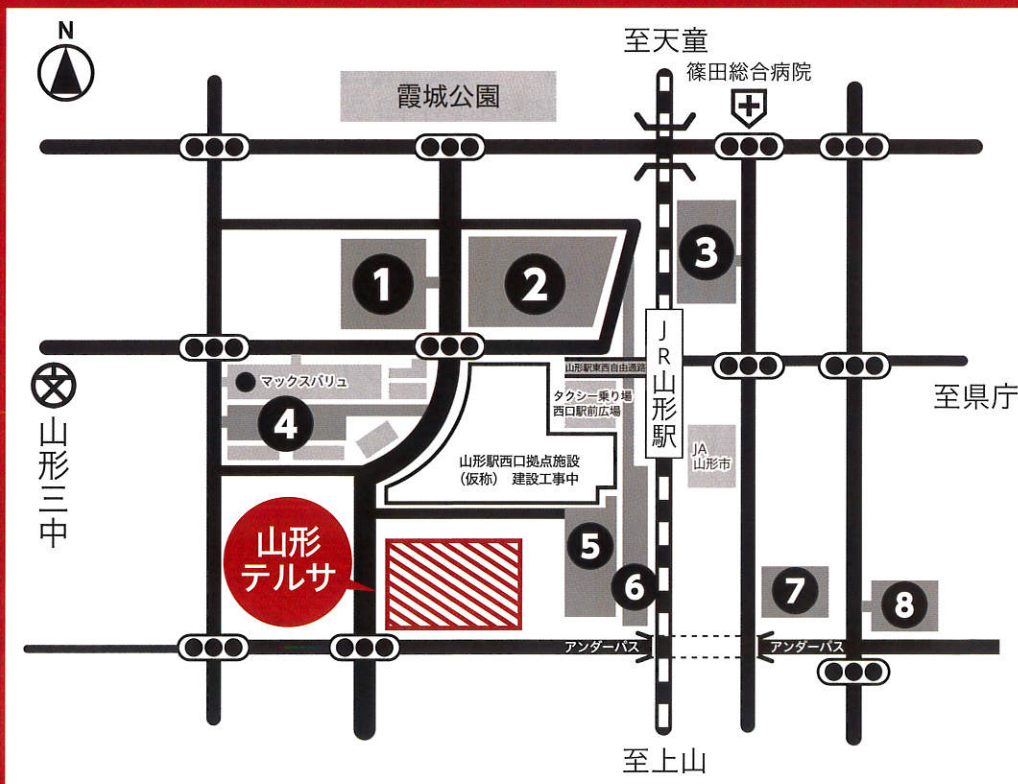 N
至天童
篠田総合病院
霞城公園
1
2
3
JR山形駅
山形駅東西自由通路
タクシー乗り場
西口駅前広場
マックスバリュ
4
至県庁
山形三中
JA
山形市
山形駅西口拠点施設
(仮称) 建設工事中
山形
テルサ
5
6
7
8
アンダーパス
アンダーパス
至上山